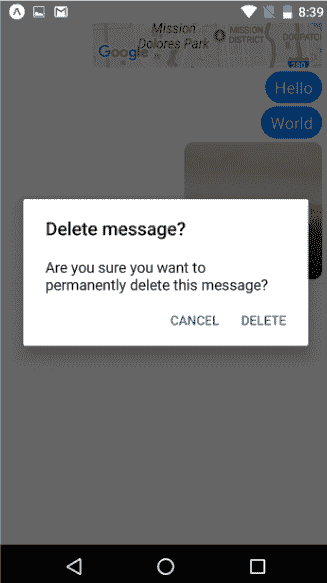 8:39
Mission
Dolores Park
MISSION
DISTRICT
DOGPATCH
Google
280
Hello
World
Delete message?
Are you sure you want to
permanently delete this message?
CANCEL
DELETE